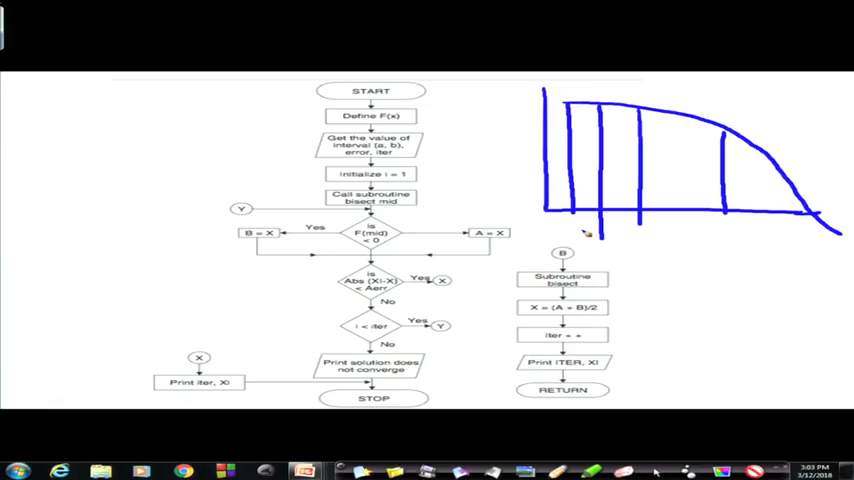 START
Define F(x)
Get the value of
interval (a, b),
error, iter
Initialize i = 1
Call subroutine
bisect mid
Y
B = X
Yes
is
F(mid)
< 0
A = X
B
is
Abs (XI-X)
< Aerr
Yes
X
No
Subroutine
bisect
X = (A + B)/2
i < iter
Yes
Y
Iter + +
No
X
Print solution does
not converge
Print ITER, XI
Print iter, XI
STOP
RETURN
3:03 PM
3/12/2018